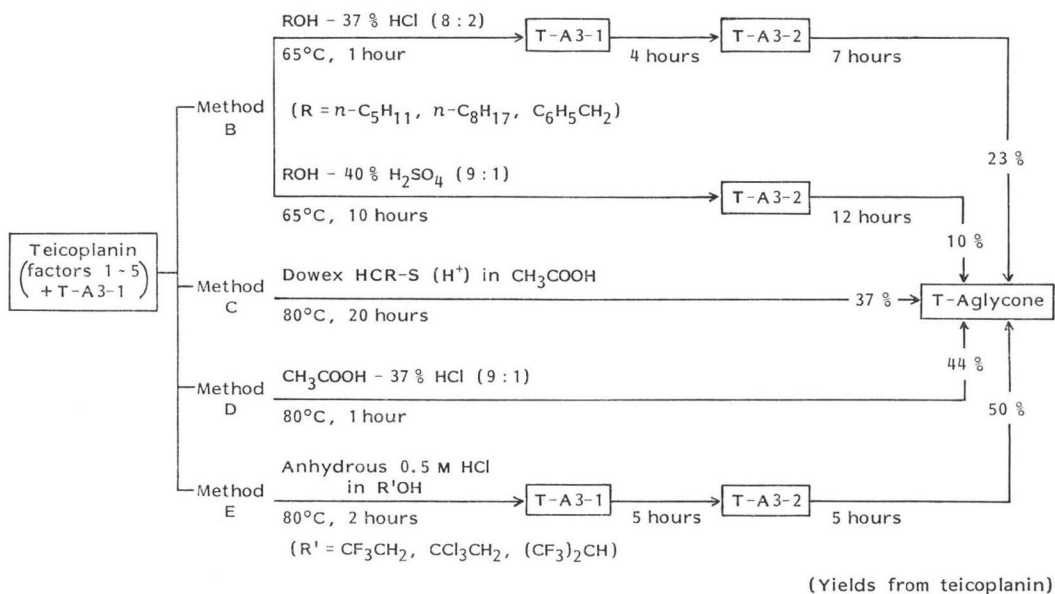 ROH - 37 % HCl (8 : 2)
65°C, 1 hour
T-A3-1
4 hours
T-A3-2
7 hours
Method
B
(R = n-C5H11, n-C8H17, C6H5CH2)
23 %
ROH - 40 % H2SO4 (9 : 1)
65°C, 10 hours
T-A3-2
12 hours
10 %
Teicoplanin
(factors 1 ~ 5)
+ T-A3-1
Method
C
Dowex HCR-S (H+) in CH3COOH
80°C, 20 hours
37 %
T-Aglycone
Method
D
CH3COOH - 37 % HCl (9 : 1)
80°C, 1 hour
44 %
50 %
Method
E
Anhydrous 0.5 M HCl
in R'OH
80°C, 2 hours
T-A3-1
5 hours
T-A3-2
5 hours
(R' = CF3CH2, CCl3CH2, (CF3)2CH)
(Yields from teicoplanin)